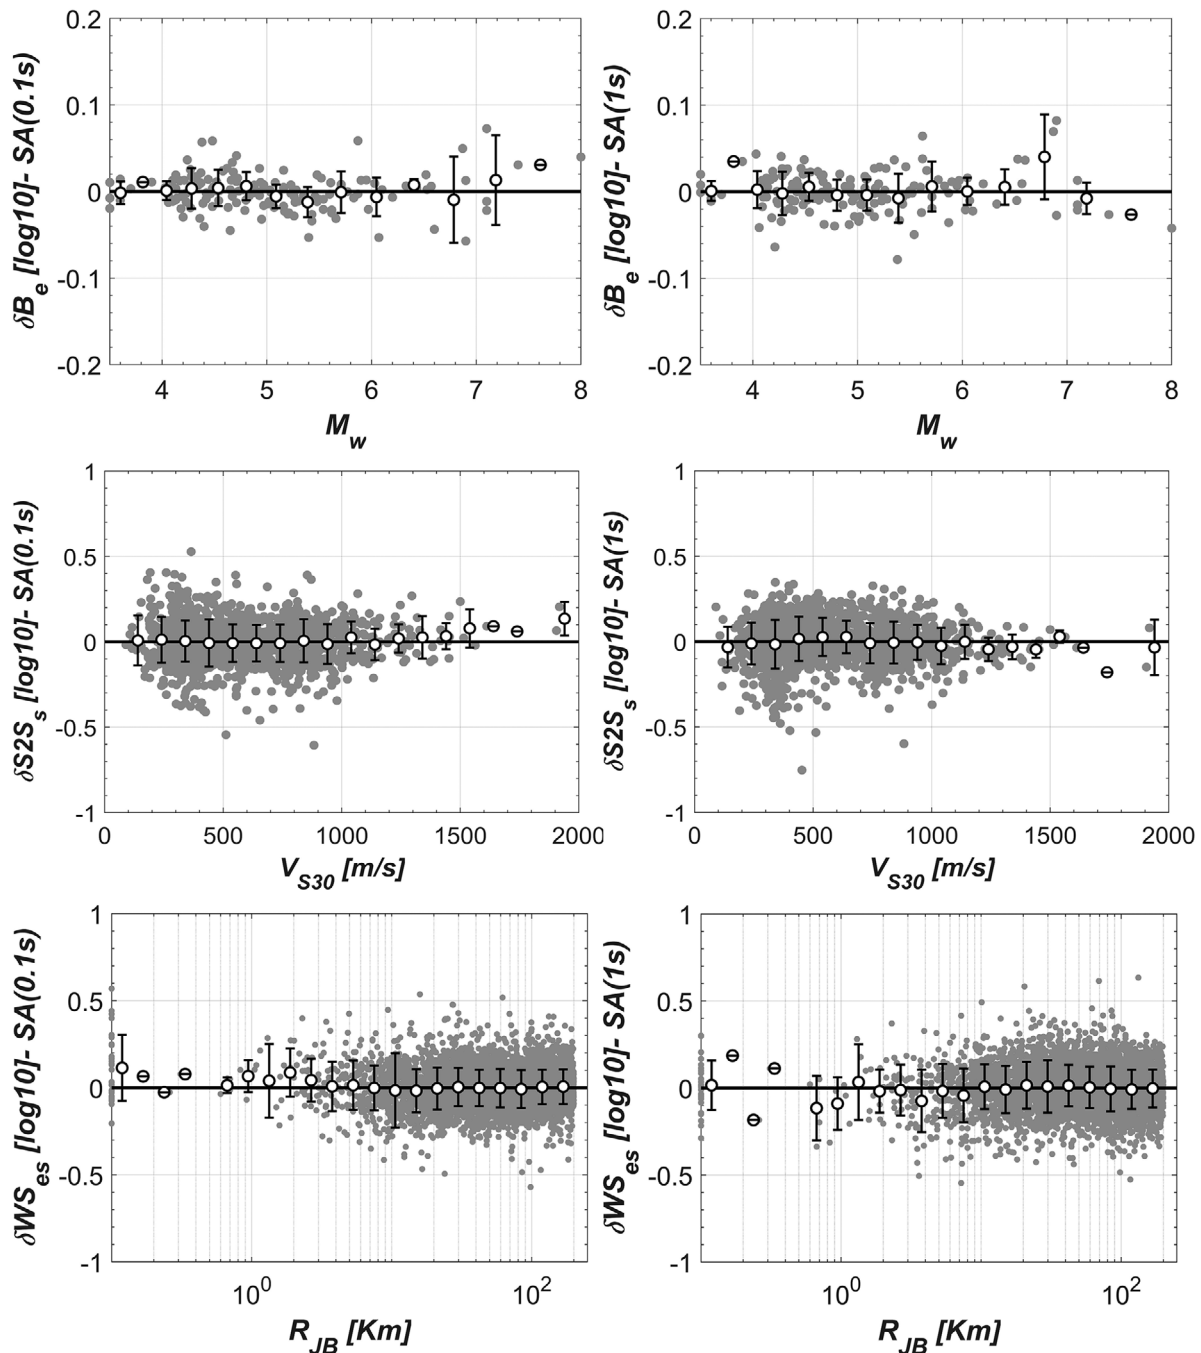 δB_e [log10]- SA(0.1s)
0.2
0.1
0
-0.1
-0.2
4 5 6 7 8
M_w
δB_e [log10]- SA(1s)
0.2
0.1
0
-0.1
-0.2
4 5 6 7 8
M_w
δS2S_s [log10]- SA(0.1s)
1
0.5
0
-0.5
-1
0 500 1000 1500 2000
V_S30 [m/s]
δS2S_s [log10]- SA(1s)
1
0.5
0
-0.5
-1
0 500 1000 1500 2000
V_S30 [m/s]
δWS_es [log10]- SA(0.1s)
1
0.5
0
-0.5
-1
10^0 10^2
R_JB [Km]
δWS_es [log10]- SA(1s)
1
0.5
0
-0.5
-1
10^0 10^2
R_JB [Km]